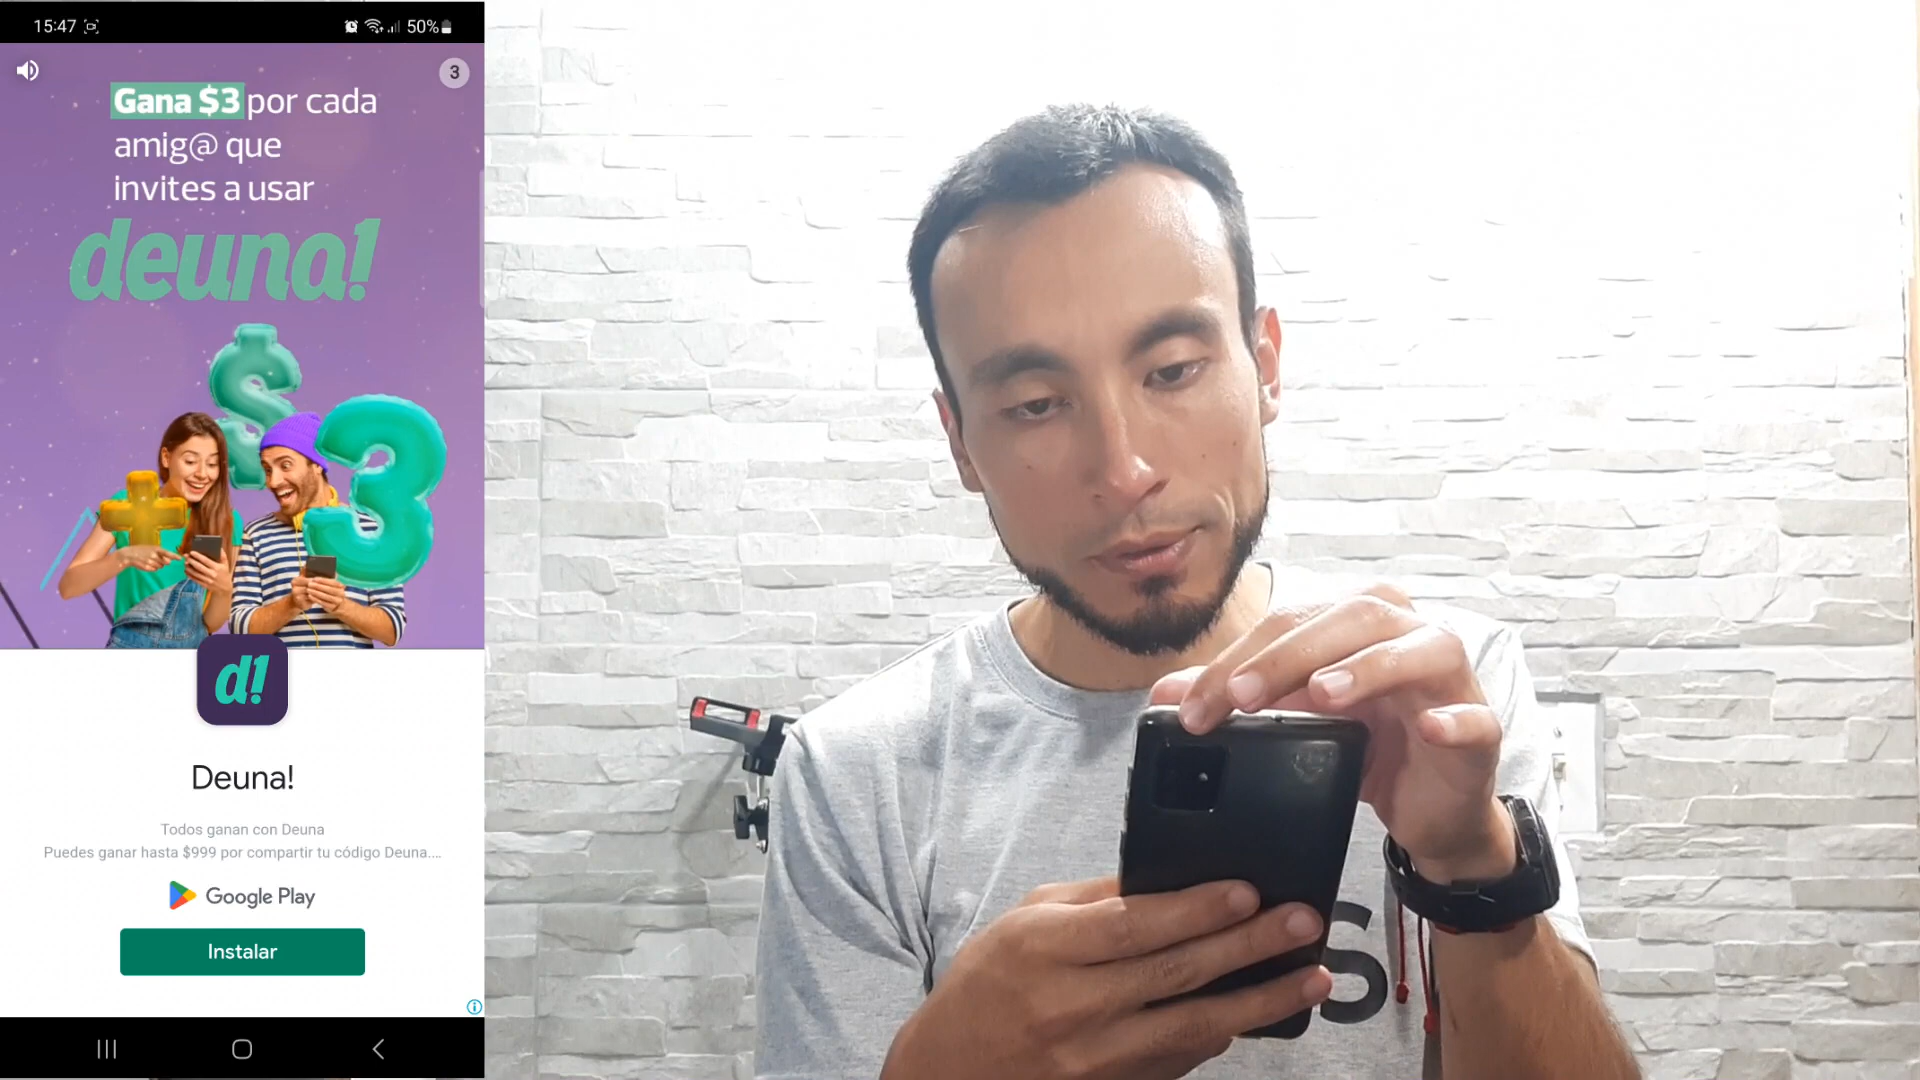 15:47
50%
3
Gana $3 por cada
amig@ que
invites a usar
deuna!
$
3
d!
Deuna!
Todos ganan con Deuna
Puedes ganar hasta $999 por compartir tu código Deuna....
Google Play
Instalar
S